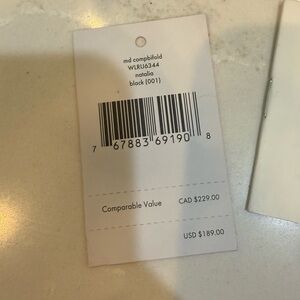 md compbifold
WLRU6344
natalia
black (001)
7 67883 69190 8
Comparable Value CAD $229.00
USD $189.00